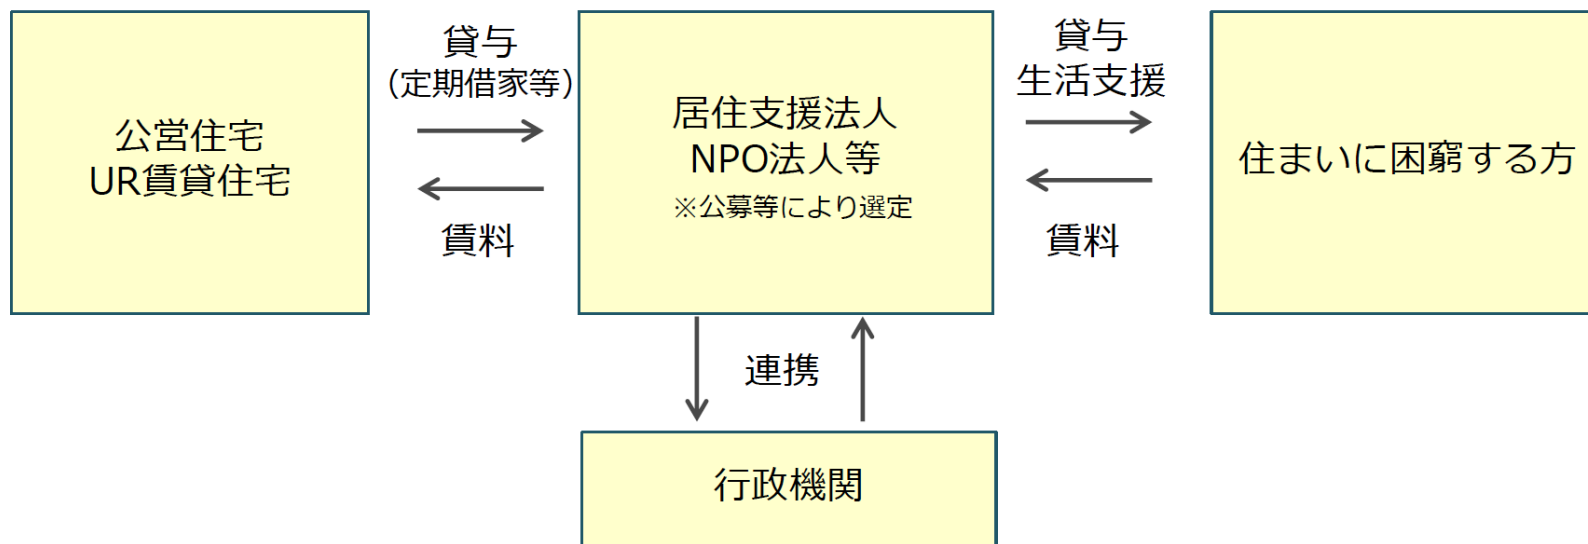 公営住宅
UR賃貸住宅
貸与
（定期借家等）
賃料
居住支援法人
NPO法人等
※公募等により選定
貸与
生活支援
賃料
住まいに困窮する方
連携
行政機関